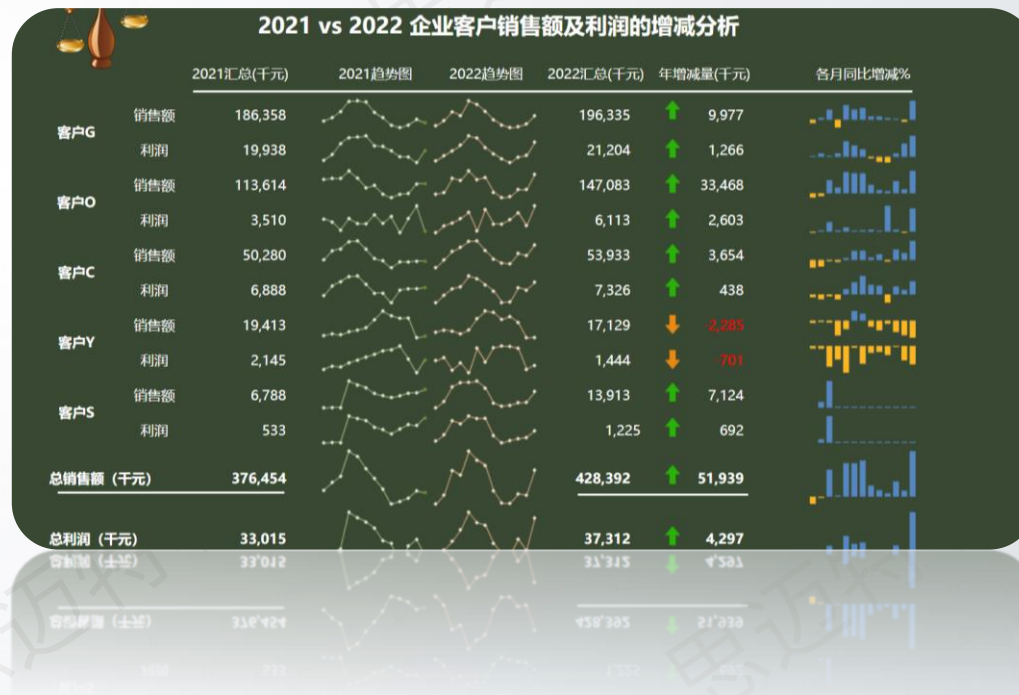 2021 vs 2022 企业客户销售额及利润的增减分析
2021汇总(千元) 2021趋势图 2022趋势图 2022汇总(千元) 年增减量(千元) 各月同比增减%
客户G
销售额 186,358 196,335 9,977
利润 19,938 21,204 1,266
客户O
销售额 113,614 147,083 33,468
利润 3,510 6,113 2,603
客户C
销售额 50,280 53,933 3,654
利润 6,888 7,326 438
客户Y
销售额 19,413 17,129 -2,285
利润 2,145 1,444 -701
客户S
销售额 6,788 13,913 7,124
利润 533 1,225 692
总销售额（千元） 376,454 428,392 51,939
总利润（千元） 33,015 37,312 4,297
思迈特